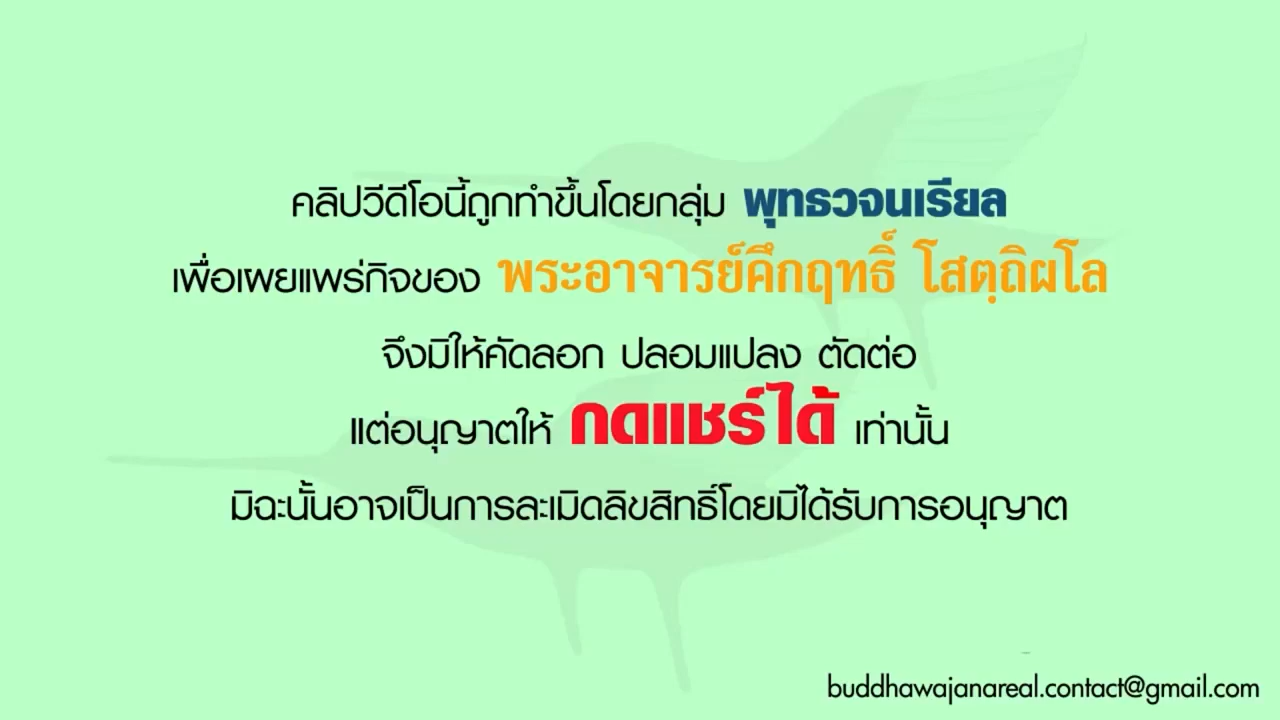 คลิปวีดีโอนี้ถูกทำขึ้นโดยกลุ่ม พุทธวจนเรียล
เพื่อเผยแพร่กิจของ พระอาจารย์คึกฤทธิ์ โสตฺถิผโล
จึงมิให้คัดลอก ปลอมแปลง ตัดต่อ
แต่อนุญาตให้ กดแชร์ได้ เท่านั้น
มิฉะนั้นอาจเป็นการละเมิดลิขสิทธิ์โดยมิได้รับการอนุญาต
buddhawajanareal.contact@gmail.com